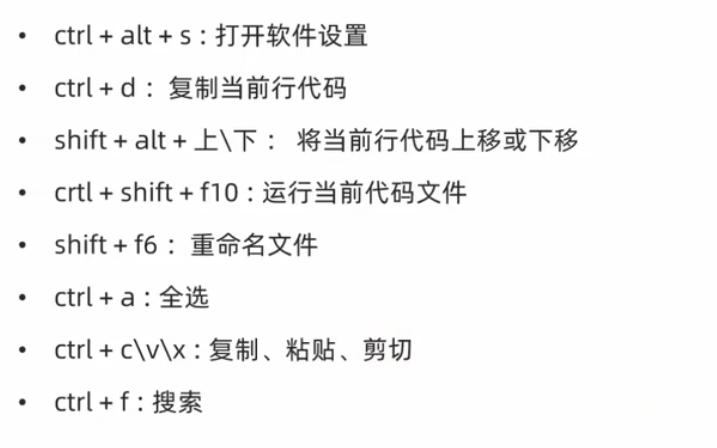 • ctrl + alt + s : 打开软件设置
• ctrl + d ： 复制当前行代码
• shift + alt + 上\下 ： 将当前行代码上移或下移
• crtl + shift + f10 : 运行当前代码文件
• shift + f6 ： 重命名文件
• ctrl + a : 全选
• ctrl + c\v\x : 复制、粘贴、剪切
• ctrl + f : 搜索